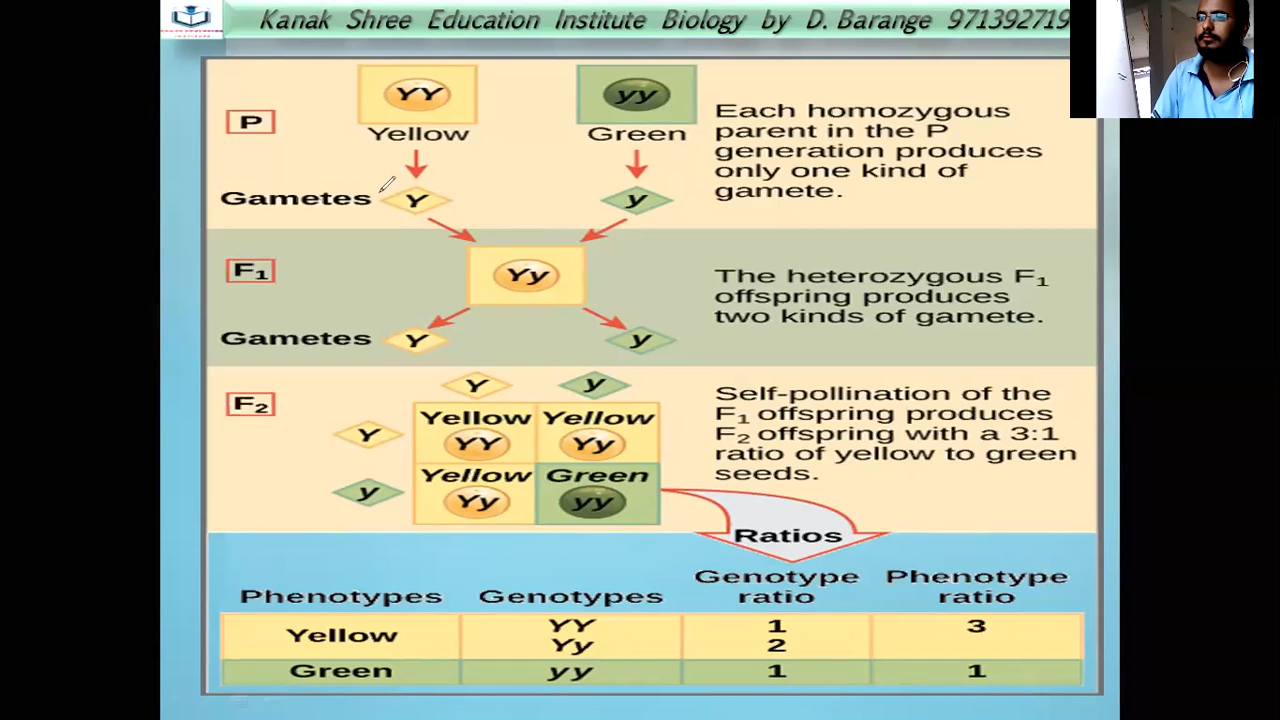 Kanak Shree Education Institute Biology by D. Barange 971392719
YY
yy
P
Yellow
Green
Each homozygous
parent in the P
generation produces
only one kind of
gamete.
Gametes
Y
y
F₁
Yy
The heterozygous F₁
offspring produces
two kinds of gamete.
Gametes
Y
y
F₂
Y
y
Y
Yellow
YY
Yellow
Yy
y
Yellow
Yy
Green
yy
Self-pollination of the
F₁ offspring produces
F₂ offspring with a 3:1
ratio of yellow to green
seeds.
Ratios
Phenotypes
Genotypes
Genotype
ratio
Phenotype
ratio
Yellow
YY
Yy
1
2
3
Green
yy
1
1